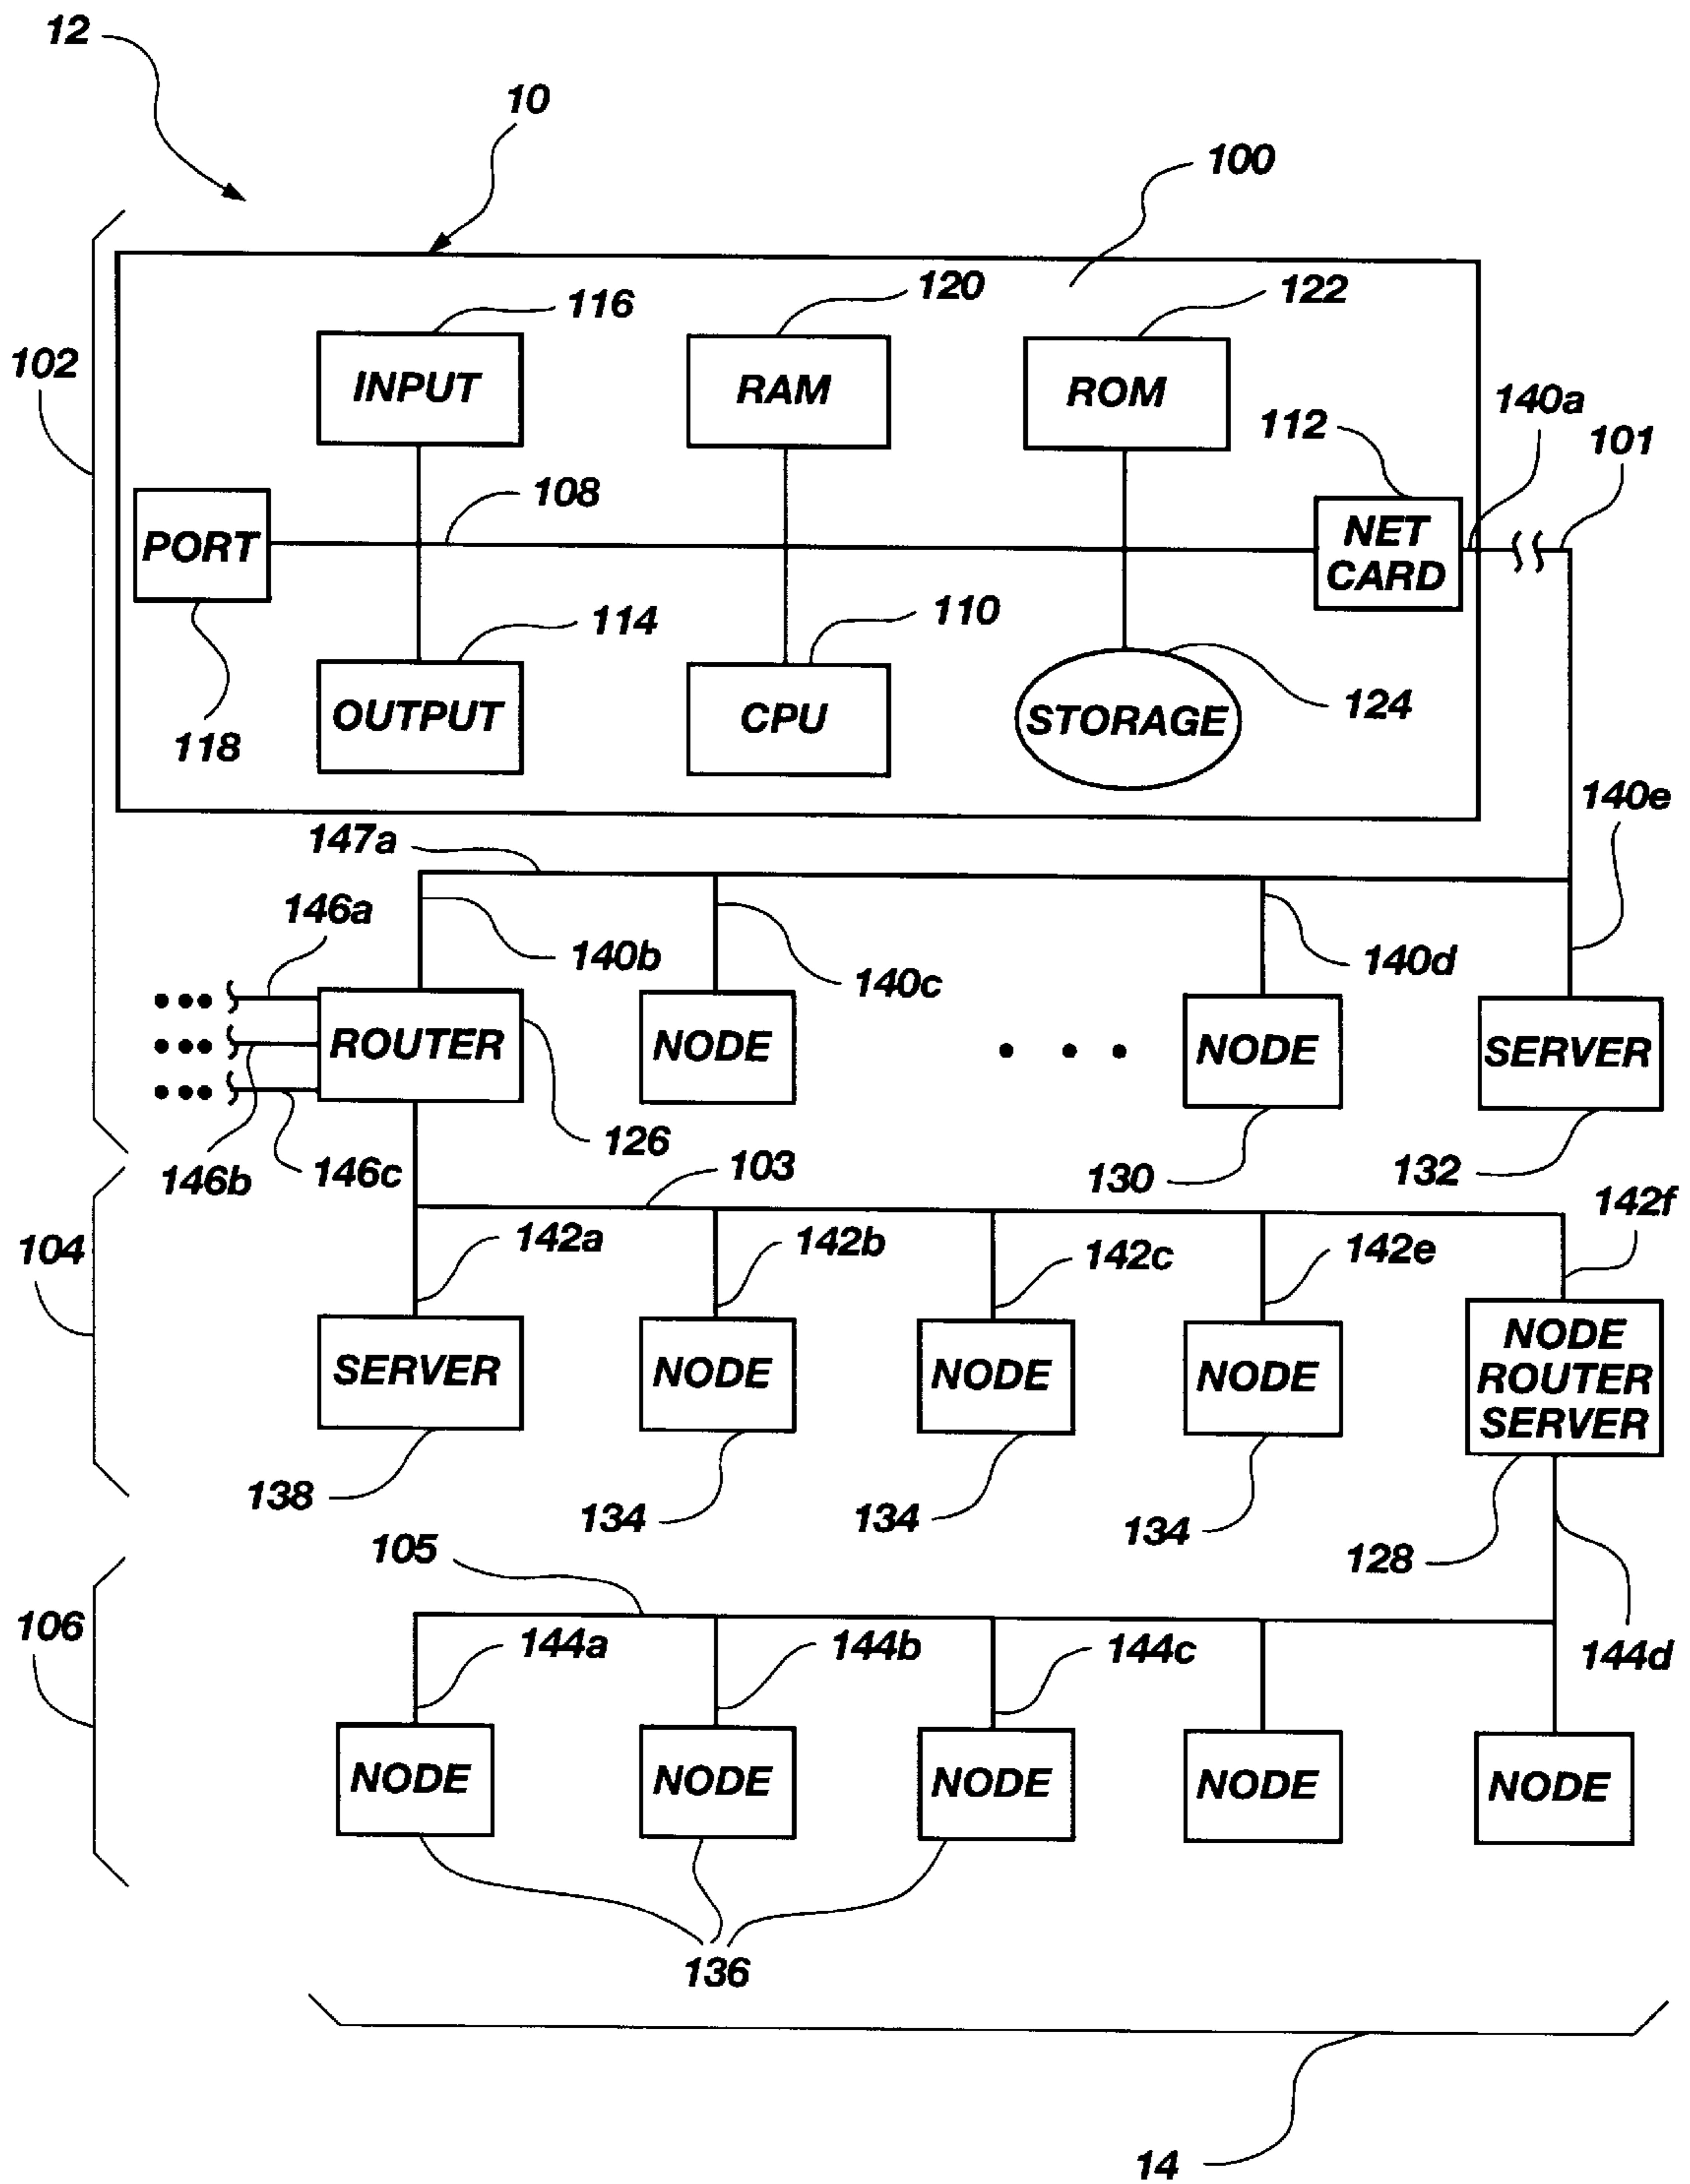 12
10
100
116
120
122
102
INPUT
RAM
ROM
140a
112
101
108
PORT
NET
CARD
114
110
118
OUTPUT
CPU
STORAGE
124
140e
147a
146a
140b
140c
140d
ROUTER
NODE
• • •
NODE
SERVER
126
146b
146c
103
130
132
142f
104
142a
142b
142c
142e
SERVER
NODE
NODE
NODE
NODE
ROUTER
SERVER
138
134
134
134
128
105
106
144a
144b
144c
144d
NODE
NODE
NODE
NODE
NODE
136
14